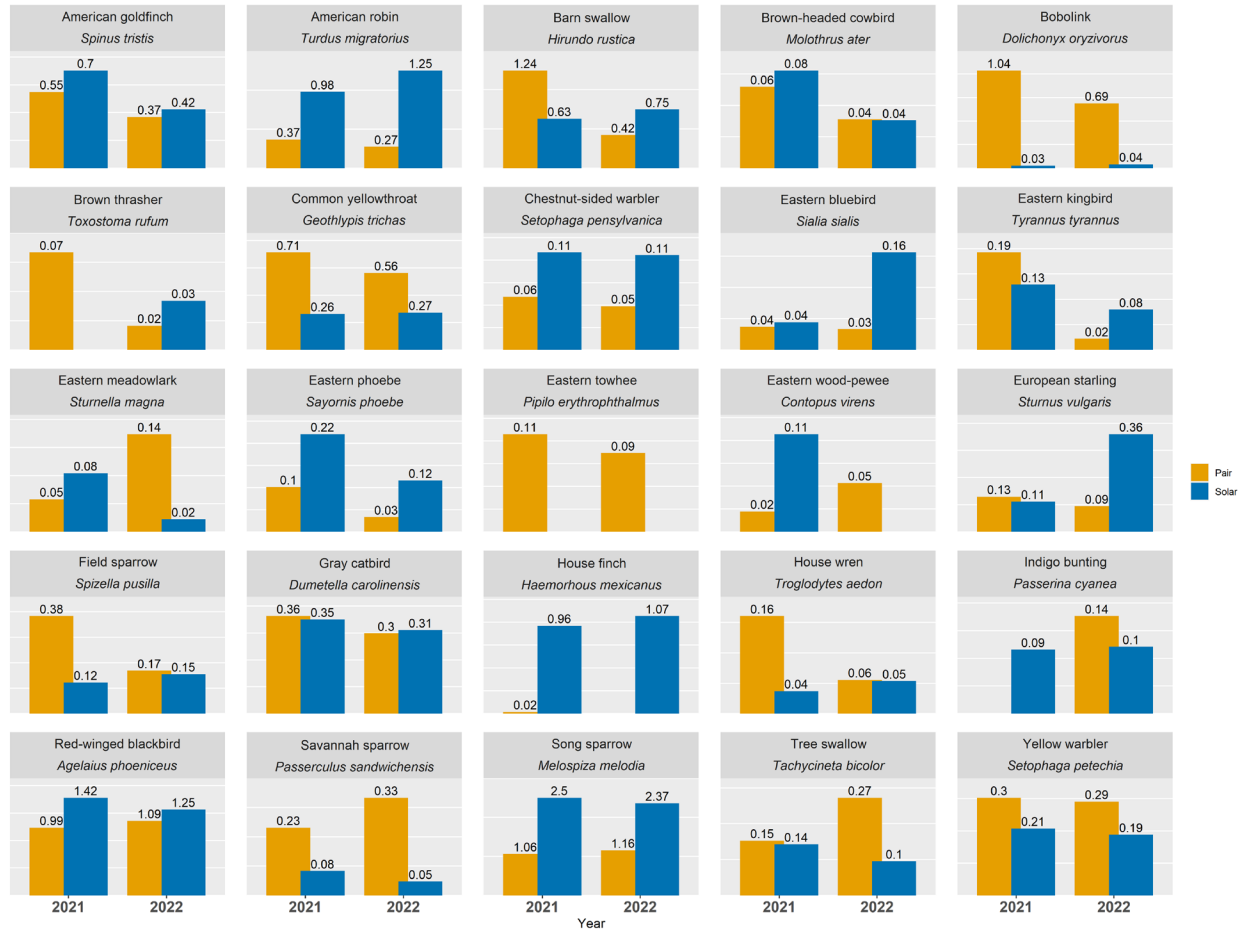 American goldfinch
Spinus tristis
0.55
0.7
0.37
0.42
American robin
Turdus migratorius
0.37
0.98
0.27
1.25
Barn swallow
Hirundo rustica
1.24
0.63
0.42
0.75
Brown-headed cowbird
Molothrus ater
0.06
0.08
0.04
0.04
Bobolink
Dolichonyx oryzivorus
1.04
0.03
0.69
0.04
Brown thrasher
Toxostoma rufum
0.07
0.02
0.03
Common yellowthroat
Geothlypis trichas
0.71
0.26
0.56
0.27
Chestnut-sided warbler
Setophaga pensylvanica
0.06
0.11
0.05
0.11
Eastern bluebird
Sialia sialis
0.04
0.04
0.03
0.16
Eastern kingbird
Tyrannus tyrannus
0.19
0.13
0.02
0.08
Eastern meadowlark
Sturnella magna
0.05
0.08
0.14
0.02
Eastern phoebe
Sayornis phoebe
0.1
0.22
0.03
0.12
Eastern towhee
Pipilo erythrophthalmus
0.11
0.09
Eastern wood-pewee
Contopus virens
0.02
0.11
0.05
European starling
Sturnus vulgaris
0.13
0.11
0.09
0.36
Pair
Solar
Field sparrow
Spizella pusilla
0.38
0.12
0.17
0.15
Gray catbird
Dumetella carolinensis
0.36
0.35
0.3
0.31
House finch
Haemorhous mexicanus
0.02
0.96
1.07
House wren
Troglodytes aedon
0.16
0.04
0.06
0.05
Indigo bunting
Passerina cyanea
0.09
0.14
0.1
Red-winged blackbird
Agelaius phoeniceus
0.99
1.42
1.09
1.25
Savannah sparrow
Passerculus sandwichensis
0.23
0.08
0.33
0.05
Song sparrow
Melospiza melodia
1.06
2.5
1.16
2.37
Tree swallow
Tachycineta bicolor
0.15
0.14
0.27
0.1
Yellow warbler
Setophaga petechia
0.3
0.21
0.29
0.19
2021
2022
2021
2022
2021
2022
2021
2022
2021
2022
Year